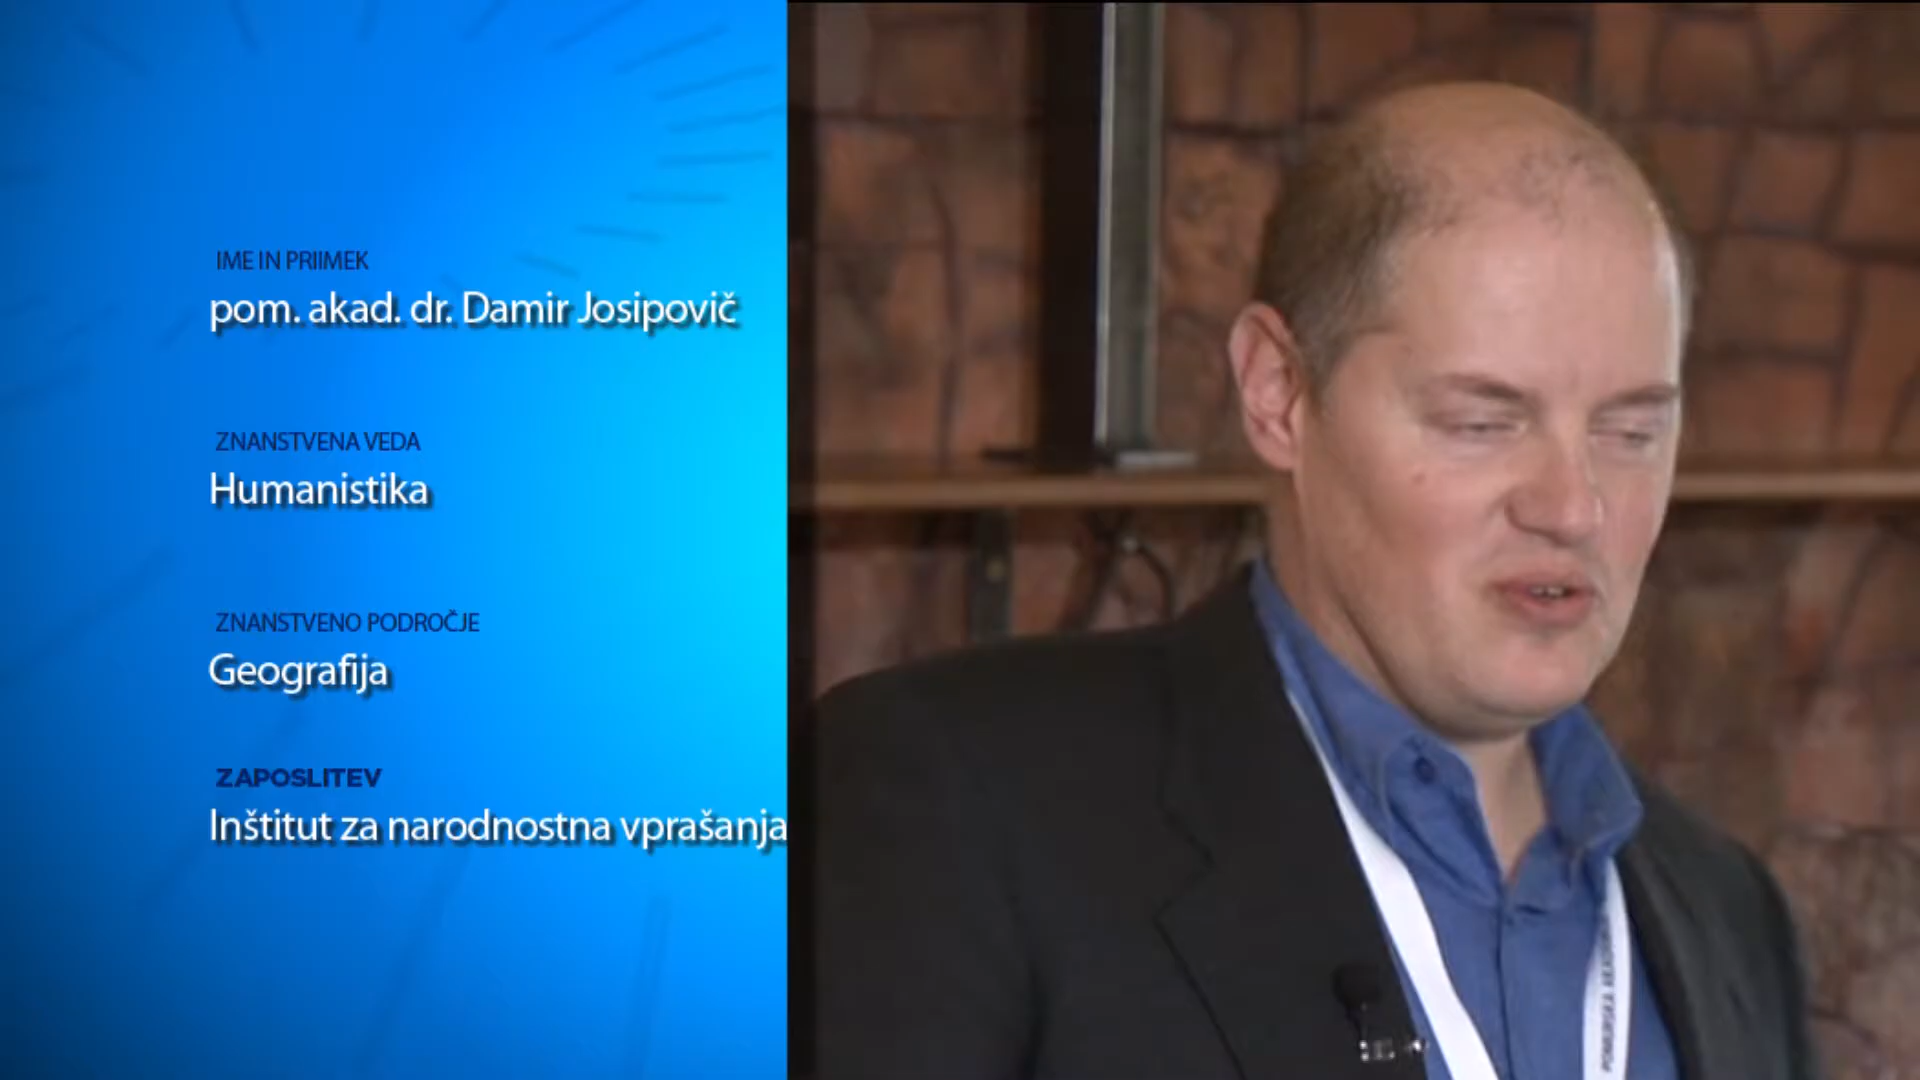 IME IN PRIIMEK
pom. akad. dr. Damir Josipovič
ZNANSTVENA VEDA
Humanistika
ZNANSTVENO PODROČJE
Geografija
ZAPOSLITEV
Inštitut za narodnostna vprašanja